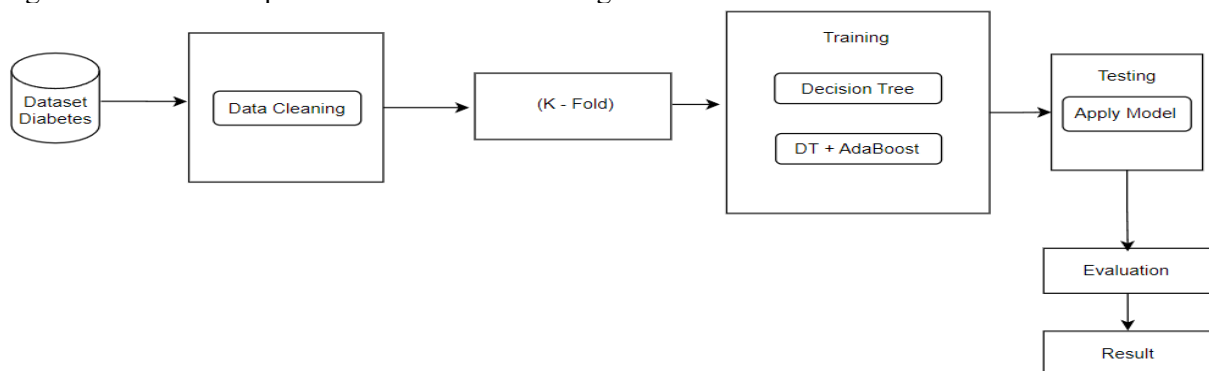 Dataset
Diabetes
Data Cleaning
(K - Fold)
Training
Decision Tree
DT + AdaBoost
Testing
Apply Model
Evaluation
Result